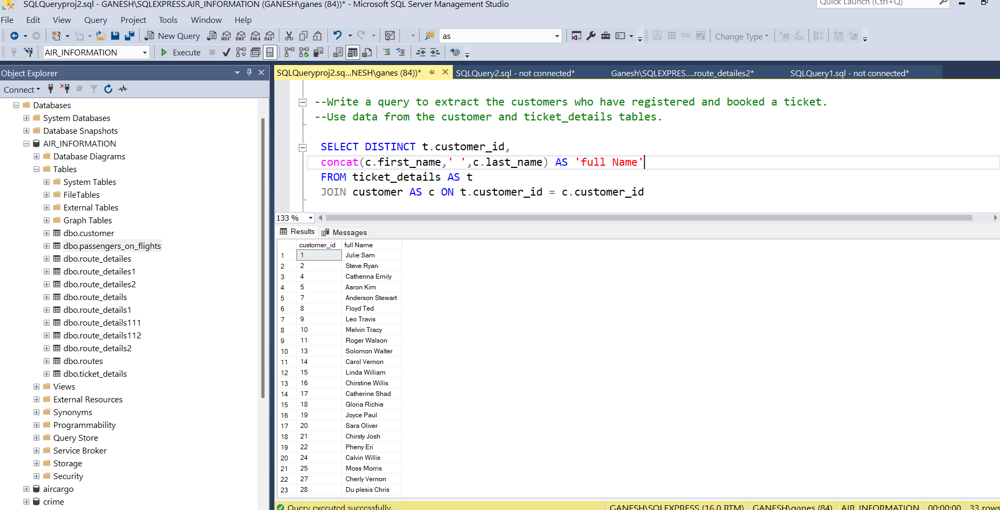 SQLQueryproj2.sql - GANESH\SQLEXPRESS.AIR_INFORMATION (GANESH\ganes (84))* - Microsoft SQL Server Management Studio
Quick Launch (Ctrl+Q)
File Edit View Query Project Tools Window Help
New Query MDX DMX XMLA DAX as SQL Change Type SQL
AIR_INFORMATION Execute
Object Explorer
SQLQueryproj2.sq...NESH\ganes (84))* SQLQuery2.sql - not connected* Ganesh\SQLEXPRES....route_detailes2* SQLQuery1.sql - not connected*
Connect
Databases
System Databases
Database Snapshots
AIR_INFORMATION
Database Diagrams
Tables
System Tables
FileTables
External Tables
Graph Tables
dbo.customer
dbo.passengers_on_flights
dbo.route_detailes
dbo.route_detailes1
dbo.route_detailes2
dbo.route_details
dbo.route_details1
dbo.route_details111
dbo.route_details112
dbo.route_details2
dbo.routes
dbo.ticket_details
Views
External Resources
Synonyms
Programmability
Query Store
Service Broker
Storage
Security
aircargo
crime
--Write a query to extract the customers who have registered and booked a ticket.
--Use data from the customer and ticket_details tables.
SELECT DISTINCT t.customer_id,
concat(c.first_name,' ',c.last_name) AS 'full Name'
FROM ticket_details AS t
JOIN customer AS c ON t.customer_id = c.customer_id
133 %
Results Messages
customer_id full Name
1 1 Julie Sam
2 2 Steve Ryan
3 4 Cathenna Emily
4 5 Aaron Kim
5 7 Anderson Stewart
6 8 Floyd Ted
7 9 Leo Travis
8 10 Melvin Tracy
9 11 Roger Walson
10 13 Solomon Walter
11 14 Carol Vernon
12 15 Linda William
13 16 Chirstine Willis
14 17 Catherine Shad
15 18 Gloria Richie
16 19 Joyce Paul
17 20 Sara Oliver
18 21 Chirsty Josh
19 22 Pheny Eri
20 24 Calvin Willis
21 25 Moss Morris
22 27 Cherly Vernon
23 28 Du plesis Chris
Query executed successfully. GANESH\SQLEXPRESS (16.0 RTM) GANESH\ganes (84) AIR_INFORMATION 00:00:00 33 rows